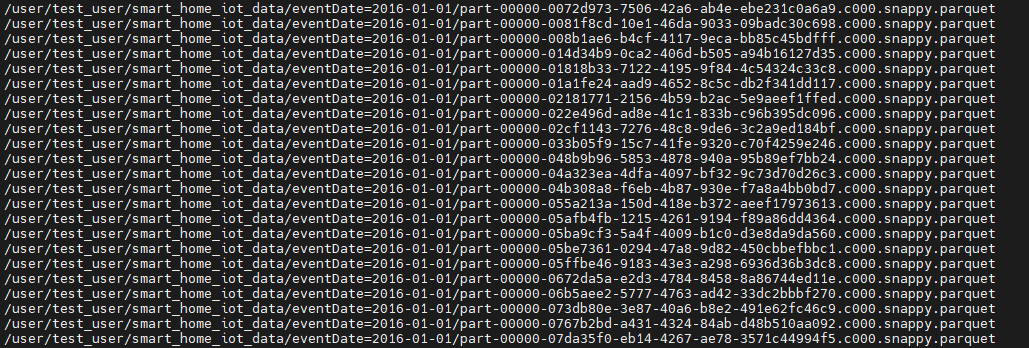 /user/test_user/smart_home_iot_data/eventDate=2016-01-01/part-00000-0072d973-7506-42a6-ab4e-ebe231c0a6a9.c000.snappy.parquet
/user/test_user/smart_home_iot_data/eventDate=2016-01-01/part-00000-0081f8cd-10e1-46da-9033-09badc30c698.c000.snappy.parquet
/user/test_user/smart_home_iot_data/eventDate=2016-01-01/part-00000-008b1ae6-b4cf-4117-9eca-bb85c45bdfff.c000.snappy.parquet
/user/test_user/smart_home_iot_data/eventDate=2016-01-01/part-00000-014d34b9-0ca2-406d-b505-a94b16127d35.c000.snappy.parquet
/user/test_user/smart_home_iot_data/eventDate=2016-01-01/part-00000-01818b33-7122-4195-9f84-4c54324c33c8.c000.snappy.parquet
/user/test_user/smart_home_iot_data/eventDate=2016-01-01/part-00000-01a1fe24-aad9-4652-8c5c-db2f341dd117.c000.snappy.parquet
/user/test_user/smart_home_iot_data/eventDate=2016-01-01/part-00000-02181771-2156-4b59-b2ac-5e9aeef1ffed.c000.snappy.parquet
/user/test_user/smart_home_iot_data/eventDate=2016-01-01/part-00000-022e496d-ad8e-41c1-833b-c96b395dc096.c000.snappy.parquet
/user/test_user/smart_home_iot_data/eventDate=2016-01-01/part-00000-02cf1143-7276-48c8-9de6-3c2a9ed184bf.c000.snappy.parquet
/user/test_user/smart_home_iot_data/eventDate=2016-01-01/part-00000-033b05f9-15c7-41fe-9320-c70f4259e246.c000.snappy.parquet
/user/test_user/smart_home_iot_data/eventDate=2016-01-01/part-00000-048b9b96-5853-4878-940a-95b89ef7bb24.c000.snappy.parquet
/user/test_user/smart_home_iot_data/eventDate=2016-01-01/part-00000-04a323ea-4dfa-4097-bf32-9c73d70d26c3.c000.snappy.parquet
/user/test_user/smart_home_iot_data/eventDate=2016-01-01/part-00000-04b308a8-f6eb-4b87-930e-f7a8a4bb0bd7.c000.snappy.parquet
/user/test_user/smart_home_iot_data/eventDate=2016-01-01/part-00000-055a213a-150d-418e-b372-aeef17973613.c000.snappy.parquet
/user/test_user/smart_home_iot_data/eventDate=2016-01-01/part-00000-05afb4fb-1215-4261-9194-f89a86dd4364.c000.snappy.parquet
/user/test_user/smart_home_iot_data/eventDate=2016-01-01/part-00000-05ba9cf3-5a4f-4009-b1c0-d3e8da9da560.c000.snappy.parquet
/user/test_user/smart_home_iot_data/eventDate=2016-01-01/part-00000-05be7361-0294-47a8-9d82-450cbbefbbc1.c000.snappy.parquet
/user/test_user/smart_home_iot_data/eventDate=2016-01-01/part-00000-05ffbe46-9183-43e3-a298-6936d36b3dc8.c000.snappy.parquet
/user/test_user/smart_home_iot_data/eventDate=2016-01-01/part-00000-0672da5a-e2d3-4784-8458-8a86744ed11e.c000.snappy.parquet
/user/test_user/smart_home_iot_data/eventDate=2016-01-01/part-00000-06b5aee2-5777-4763-ad42-33dc2bbbf270.c000.snappy.parquet
/user/test_user/smart_home_iot_data/eventDate=2016-01-01/part-00000-073db80e-3e87-40a6-b8e2-491e62fc46c9.c000.snappy.parquet
/user/test_user/smart_home_iot_data/eventDate=2016-01-01/part-00000-0767b2bd-a431-4324-84ab-d48b510aa092.c000.snappy.parquet
/user/test_user/smart_home_iot_data/eventDate=2016-01-01/part-00000-07da35f0-eb14-4267-ae78-3571c44994f5.c000.snappy.parquet